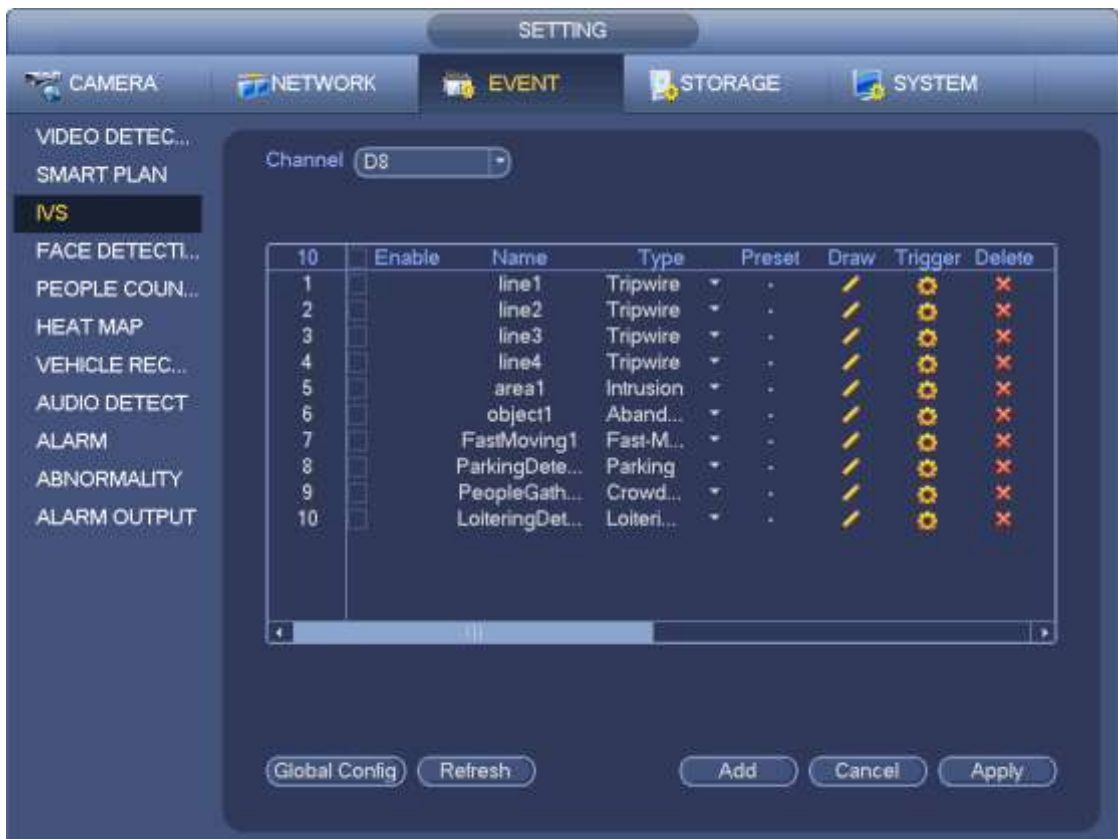 SETTING
CAMERA NETWORK EVENT STORAGE SYSTEM
VIDEO DETEC...
SMART PLAN
IVS
FACE DETECTI...
PEOPLE COUN...
HEAT MAP
VEHICLE REC...
AUDIO DETECT
ALARM
ABNORMALITY
ALARM OUTPUT
Channel D8
10 Enable Name Type Preset Draw Trigger Delete
1 line1 Tripwire -
2 line2 Tripwire -
3 line3 Tripwire -
4 line4 Tripwire -
5 area1 Intrusion -
6 object1 Aband... -
7 FastMoving1 Fast-M... -
8 ParkingDete... Parking -
9 PeopleGath... Crowd... -
10 LoiteringDet... Loiteri... -
Global Config Refresh Add Cancel Apply